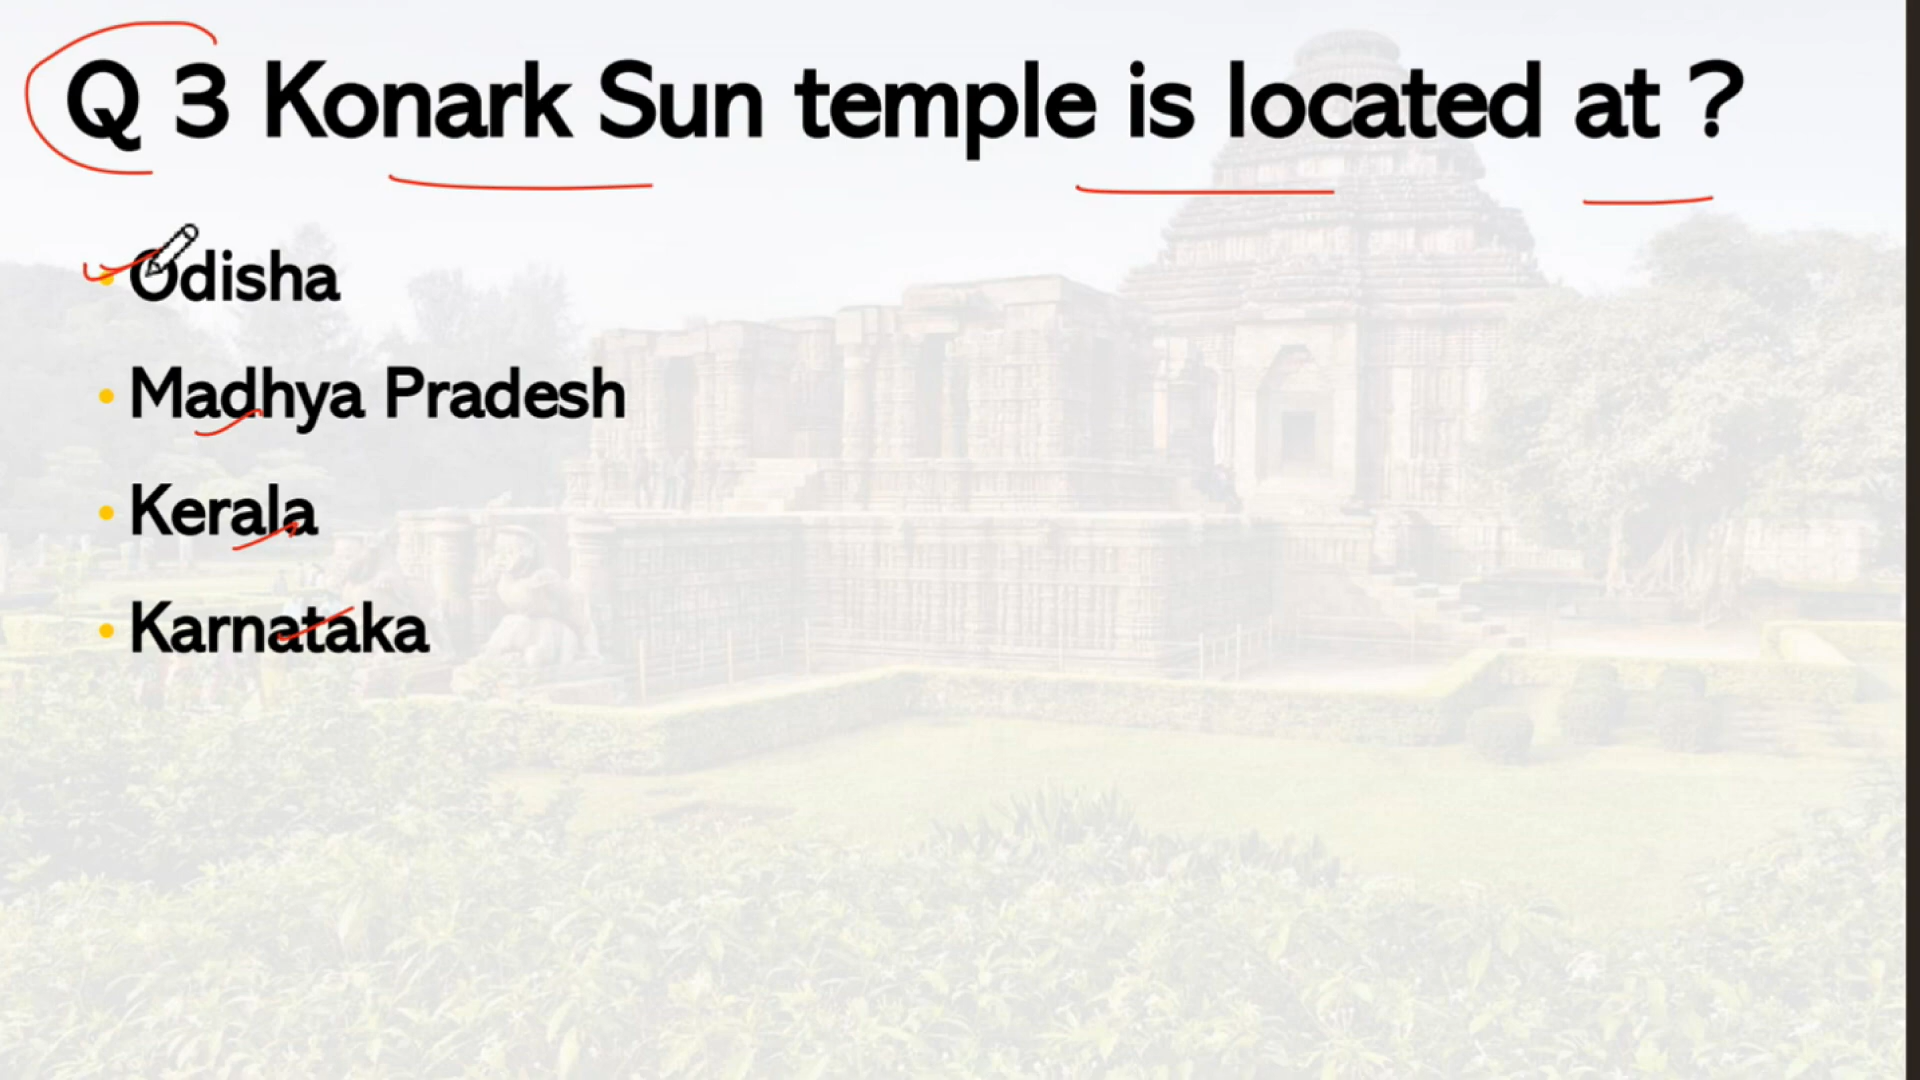 Q 3 Konark Sun temple is located at ?
• Odisha
• Madhya Pradesh
• Kerala
• Karnataka